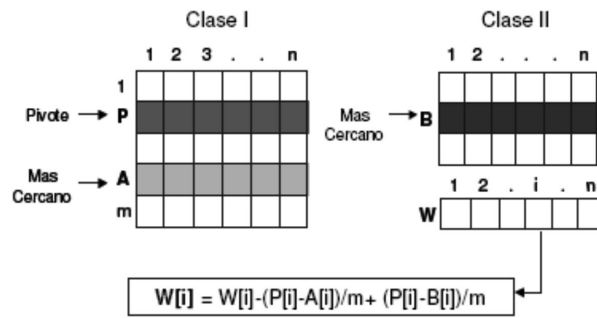 Clase I
Clase II
1 2 3 . . n
1 2 . . . n
1
Pivote
P
Mas
Cercano
B
Mas
Cercano
A
m
1 2 . i . n
W
W[i] = W[i]-(P[i]-A[i])/m+ (P[i]-B[i])/m